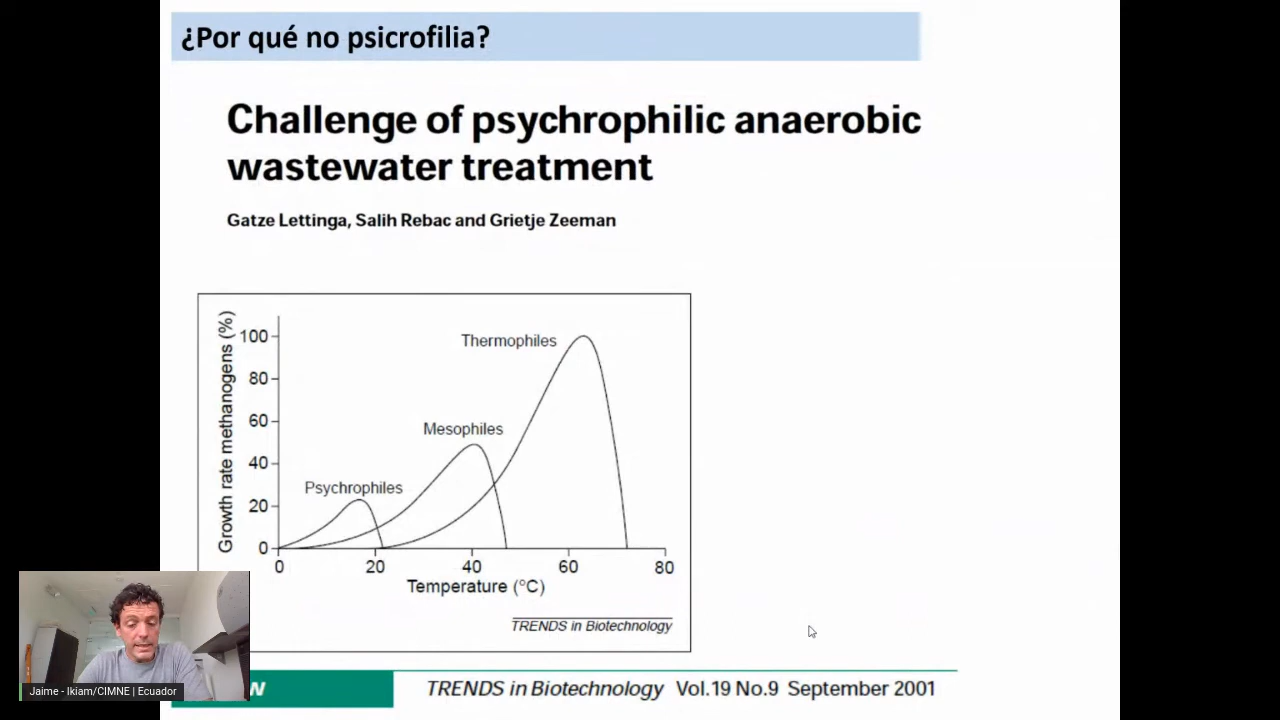 ¿Por qué no psicrofilia?
Challenge of psychrophilic anaerobic
wastewater treatment
Gatze Lettinga, Salih Rebac and Grietje Zeeman
Growth rate methanogens (%)
100
80
60
40
20
0
Thermophiles
Mesophiles
Psychrophiles
0 20 40 60 80
Temperature (°C)
TRENDS in Biotechnology
Jaime - Ikiam/CIMNE | Ecuador
TRENDS in Biotechnology Vol.19 No.9 September 2001